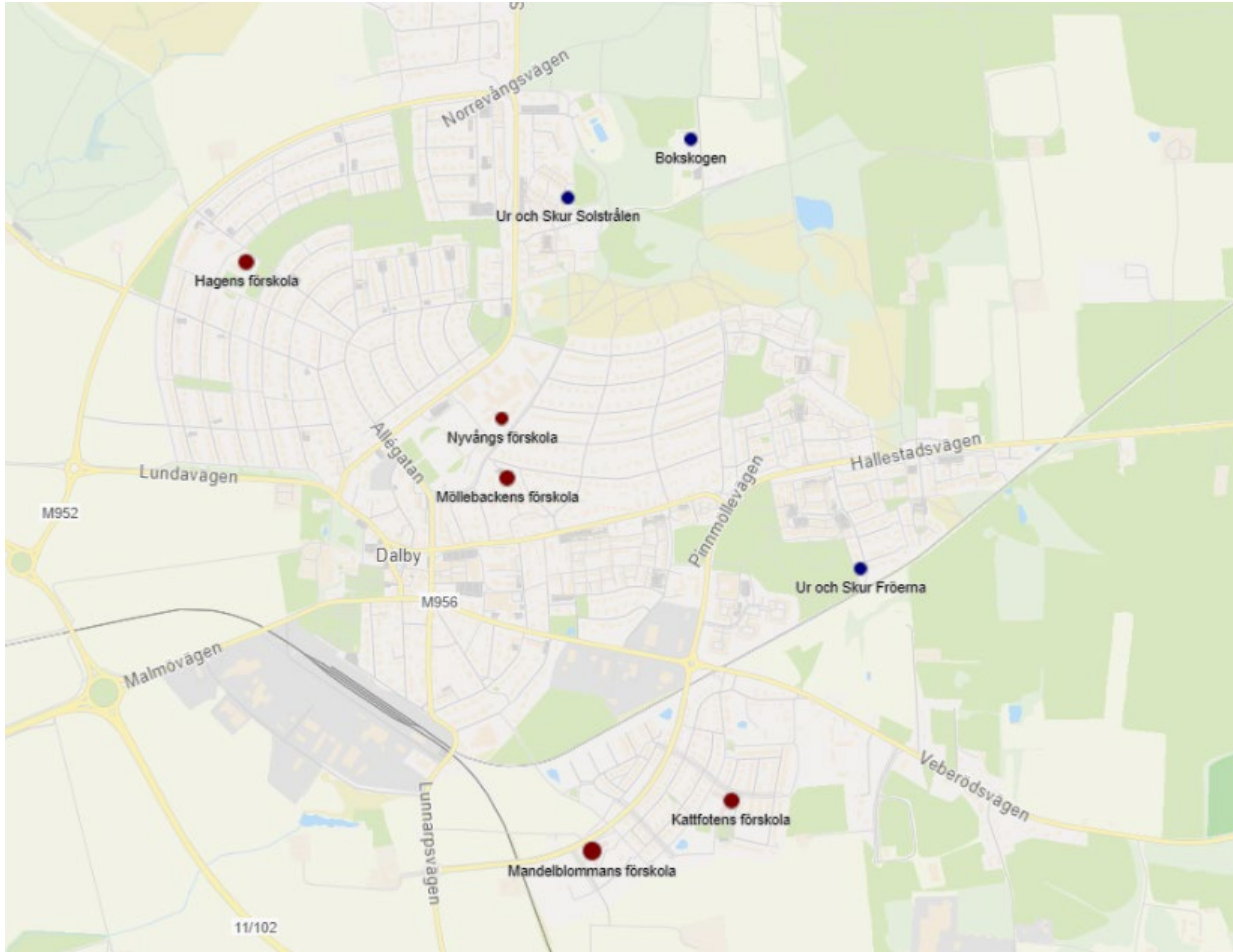 S
Norrevångsvägen
Bokskogen
Ur och Skur Solstrålen
Hagens förskola
Nyvångs förskola
Allégatan
Hällestadsvägen
Lundavägen
Möllebackens förskola
M952
Pinnmöllevägen
Dalby
Ur och Skur Fröerna
M956
Malmövägen
Veberödsvägen
Lunnarpsvägen
Kattfotens förskola
Mandelblommans förskola
11/102